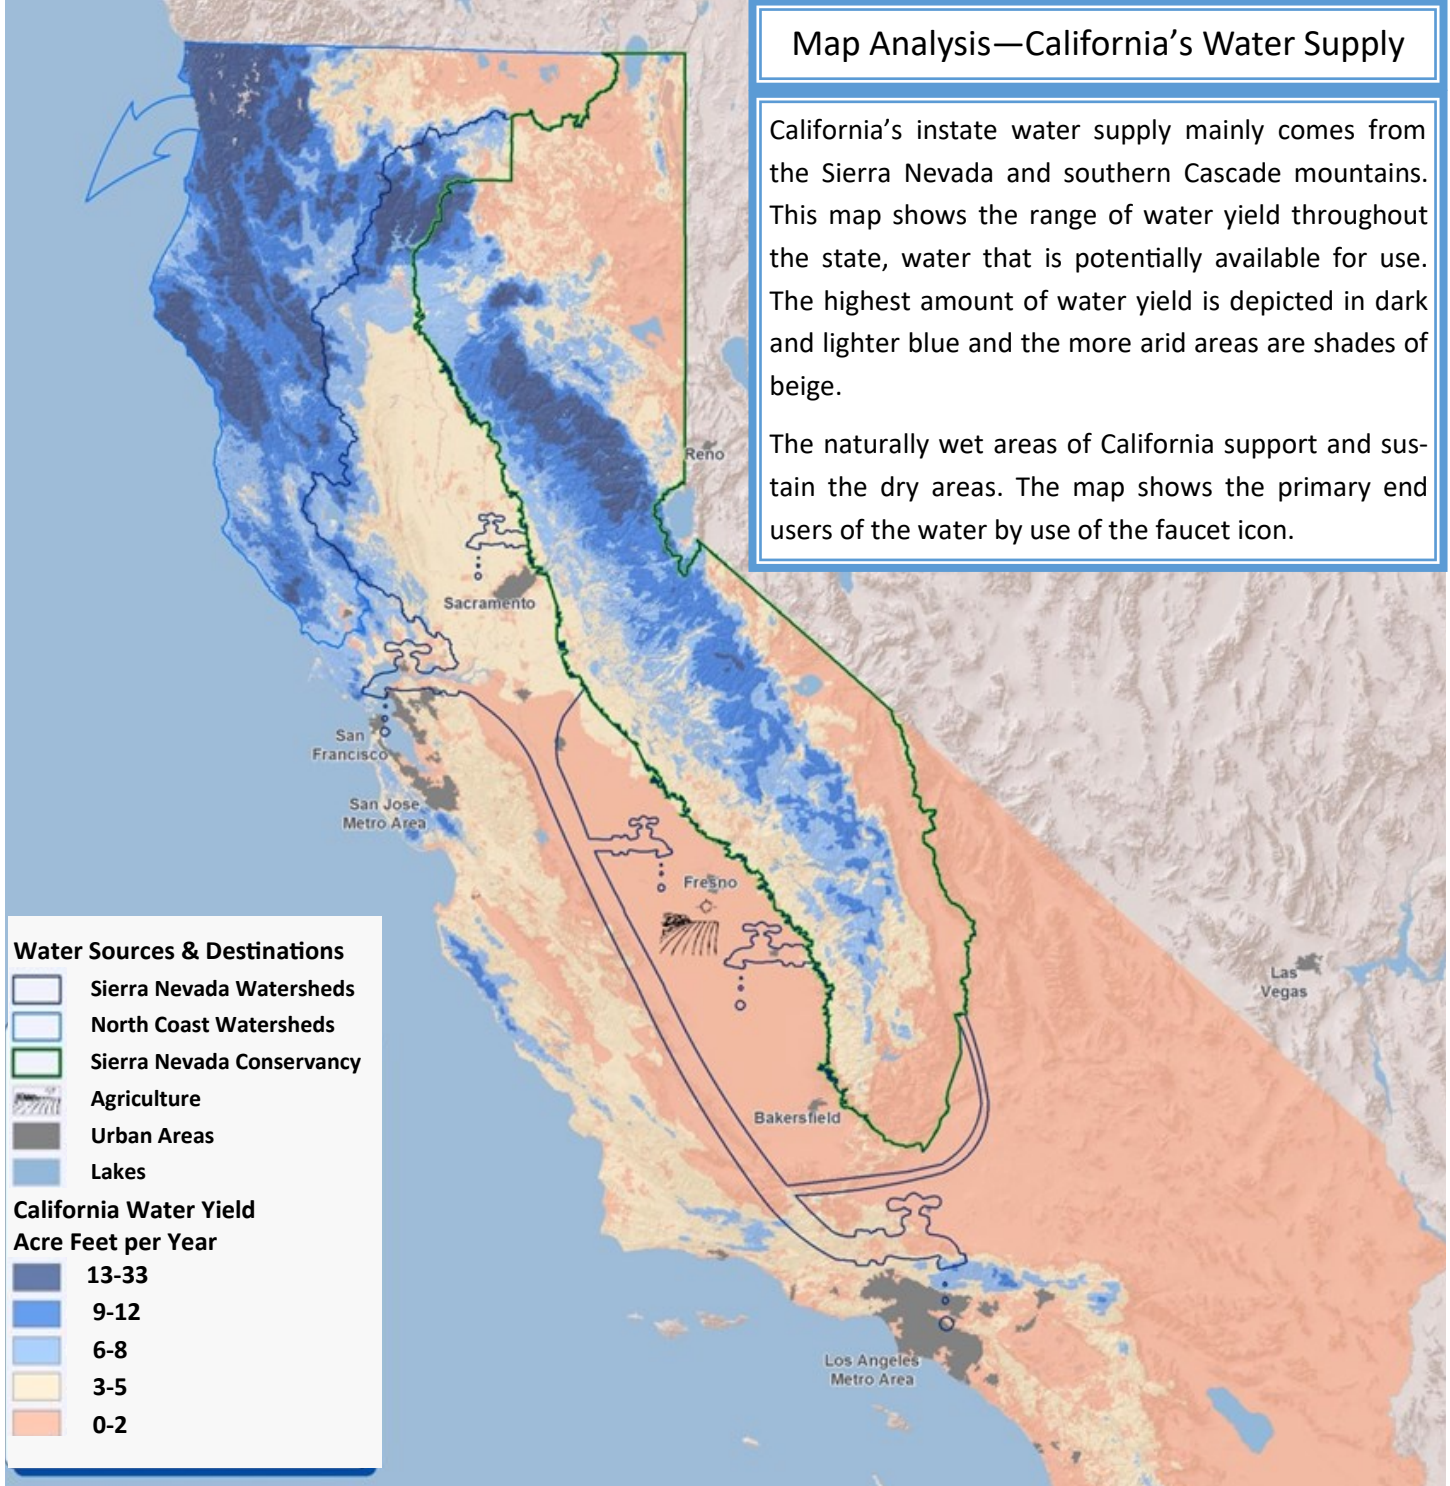 Map Analysis—California’s Water Supply
California’s instate water supply mainly comes from
the Sierra Nevada and southern Cascade mountains.
This map shows the range of water yield throughout
the state, water that is potentially available for use.
The highest amount of water yield is depicted in dark
and lighter blue and the more arid areas are shades of
beige.
The naturally wet areas of California support and sus-
tain the dry areas. The map shows the primary end
users of the water by use of the faucet icon.
Reno
Sacramento
San
Francisco
San Jose
Metro Area
Fresno
Las
Vegas
Bakersfield
Los Angeles
Metro Area
Water Sources & Destinations
Sierra Nevada Watersheds
North Coast Watersheds
Sierra Nevada Conservancy
Agriculture
Urban Areas
Lakes
California Water Yield
Acre Feet per Year
13-33
9-12
6-8
3-5
0-2